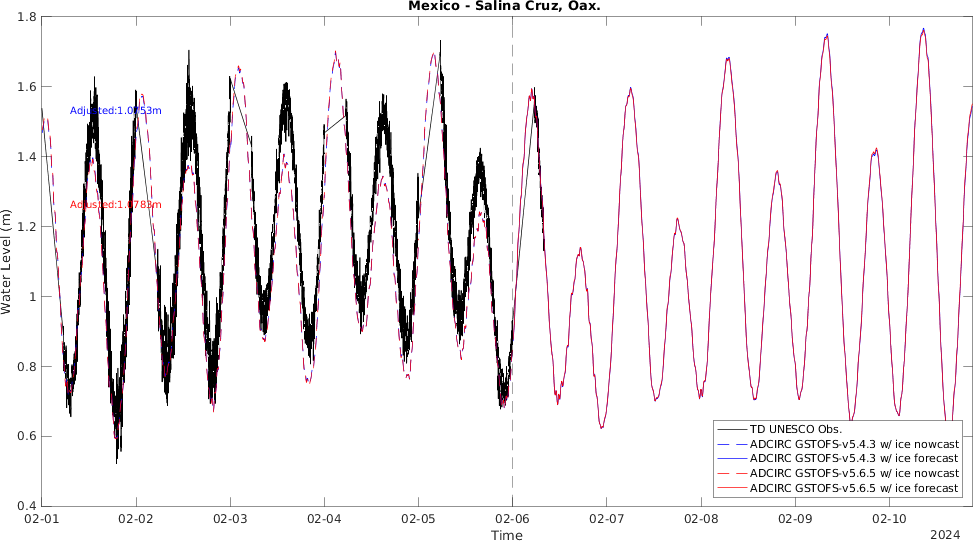 Mexico - Salina Cruz, Oax.
1.8
1.6
1.4
1.2
1
0.8
0.6
0.4
Water Level (m)
Adjusted:1.0753m
Adjusted:1.0783m
TD UNESCO Obs.
ADCIRC GSTOFS-v5.4.3 w/ ice nowcast
ADCIRC GSTOFS-v5.4.3 w/ ice forecast
ADCIRC GSTOFS-v5.6.5 w/ ice nowcast
ADCIRC GSTOFS-v5.6.5 w/ ice forecast
02-01 02-02 02-03 02-04 02-05 02-06 02-07 02-08 02-09 02-10
Time
2024